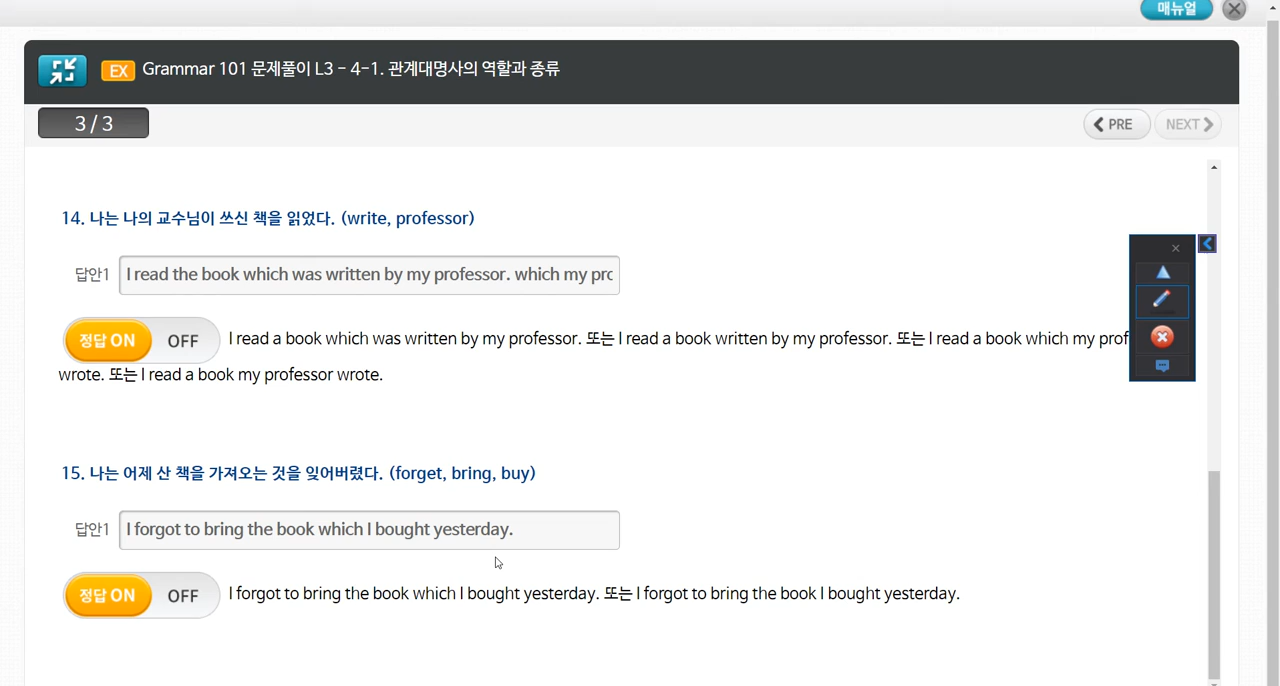 매뉴얼
EX Grammar 101 문제풀이 L3 - 4-1. 관계대명사의 역할과 종류
3 / 3
PRE NEXT
14. 나는 나의 교수님이 쓰신 책을 읽었다. (write, professor)
답안1 I read the book which was written by my professor. which my pro
정답 ON OFF I read a book which was written by my professor. 또는 I read a book written by my professor. 또는 I read a book which my prof
wrote. 또는 I read a book my professor wrote.
15. 나는 어제 산 책을 가져오는 것을 잊어버렸다. (forget, bring, buy)
답안1 I forgot to bring the book which I bought yesterday.
정답 ON OFF I forgot to bring the book which I bought yesterday. 또는 I forgot to bring the book I bought yesterday.